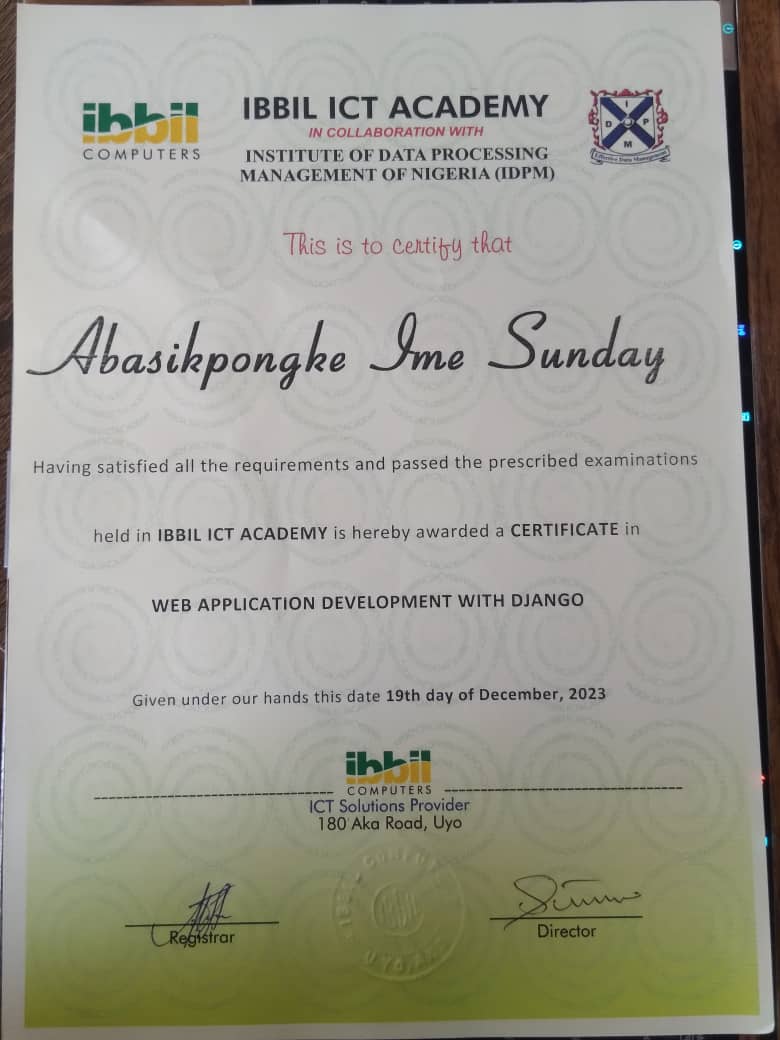 ibbil
COMPUTERS
IBBIL ICT ACADEMY
IN COLLABORATION WITH
INSTITUTE OF DATA PROCESSING
MANAGEMENT OF NIGERIA (IDPM)
I
D P
M
Effective Data Management
This is to certify that
Abasikpongke Ime Sunday
Having satisfied all the requirements and passed the prescribed examinations
held in IBBIL ICT ACADEMY is hereby awarded a CERTIFICATE in
WEB APPLICATION DEVELOPMENT WITH DJANGO
Given under our hands this date 19th day of December, 2023
ibbil
COMPUTERS
ICT Solutions Provider
180 Aka Road, Uyo
IBBIL
Registrar
Director